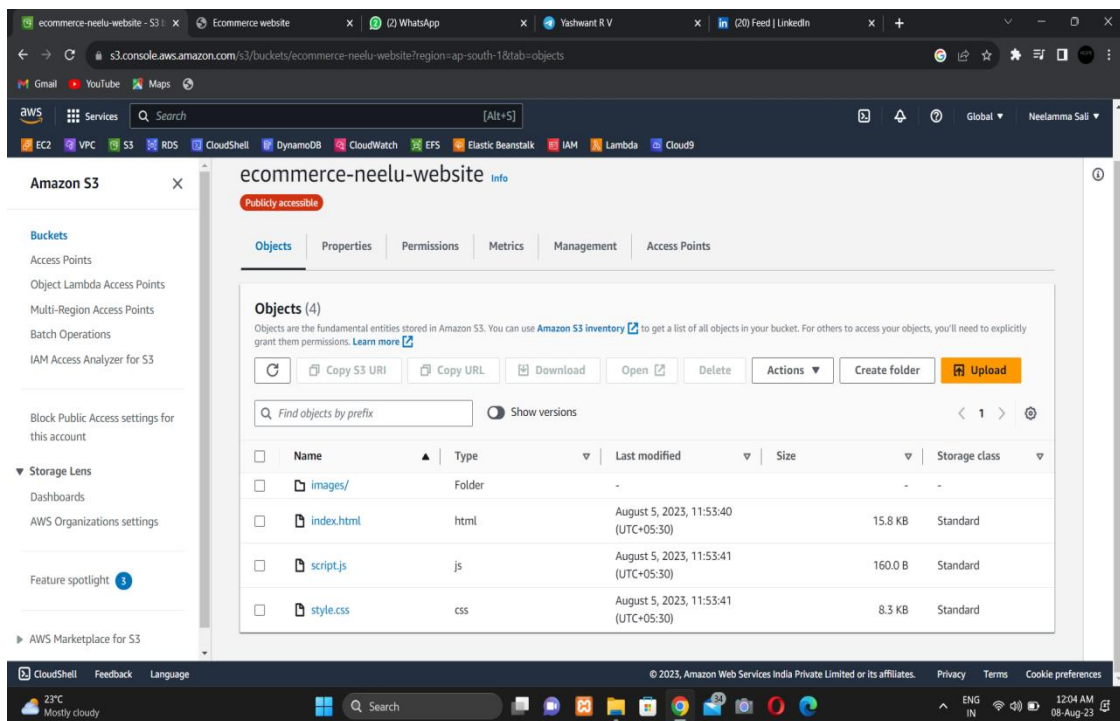 ecommerce-neelu-website - S3 b
Ecommerce website
(2) WhatsApp
Yashwant R V
(20) Feed | LinkedIn
s3.console.aws.amazon.com/s3/buckets/ecommerce-neelu-website?region=ap-south-1&tab=objects
Gmail YouTube Maps
aws Services Search [Alt+S] Global ▼ Neelamma Sali ▼
EC2 VPC S3 RDS CloudShell DynamoDB CloudWatch EFS Elastic Beanstalk IAM Lambda Cloud9
Amazon S3
Buckets
Access Points
Object Lambda Access Points
Multi-Region Access Points
Batch Operations
IAM Access Analyzer for S3
Block Public Access settings for
this account
Storage Lens
Dashboards
AWS Organizations settings
Feature spotlight 3
AWS Marketplace for S3
ecommerce-neelu-website Info
Publicly accessible
Objects Properties Permissions Metrics Management Access Points
Objects (4)
Objects are the fundamental entities stored in Amazon S3. You can use Amazon S3 inventory to get a list of all objects in your bucket. For others to access your objects, you'll need to explicitly
grant them permissions. Learn more
Copy S3 URI Copy URL Download Open Delete Actions ▼ Create folder Upload
Find objects by prefix Show versions 1
Name Type Last modified Size Storage class
images/ Folder - - -
index.html html August 5, 2023, 11:53:40 (UTC+05:30) 15.8 KB Standard
script.js js August 5, 2023, 11:53:41 (UTC+05:30) 160.0 B Standard
style.css css August 5, 2023, 11:53:41 (UTC+05:30) 8.3 KB Standard
CloudShell Feedback Language © 2023, Amazon Web Services India Private Limited or its affiliates. Privacy Terms Cookie preferences
23°C
Mostly cloudy
Search
34
ENG
IN
12:04 AM
08-Aug-23